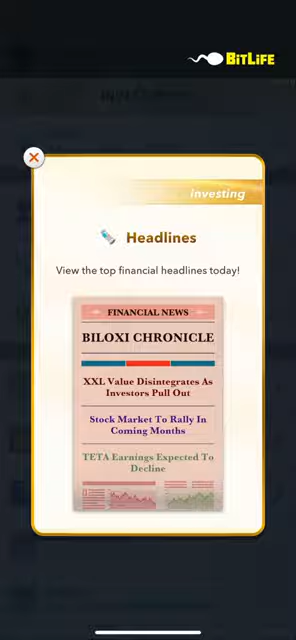 BITLIFE
investing
Headlines
View the top financial headlines today!
FINANCIAL NEWS
BILOXI CHRONICLE
XXL Value Disintegrates As
Investors Pull Out
Stock Market To Rally In
Coming Months
TETA Earnings Expected To
Decline